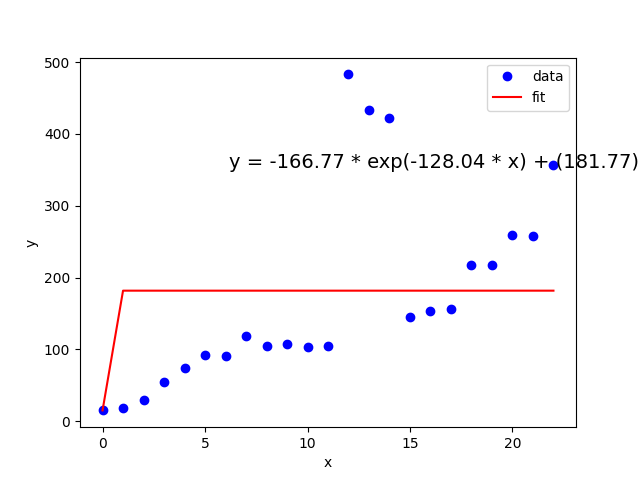 500
400
300
200
100
0
y
0
5
10
15
20
x
data
fit
y = -166.77 * exp(-128.04 * x) + (181.77)